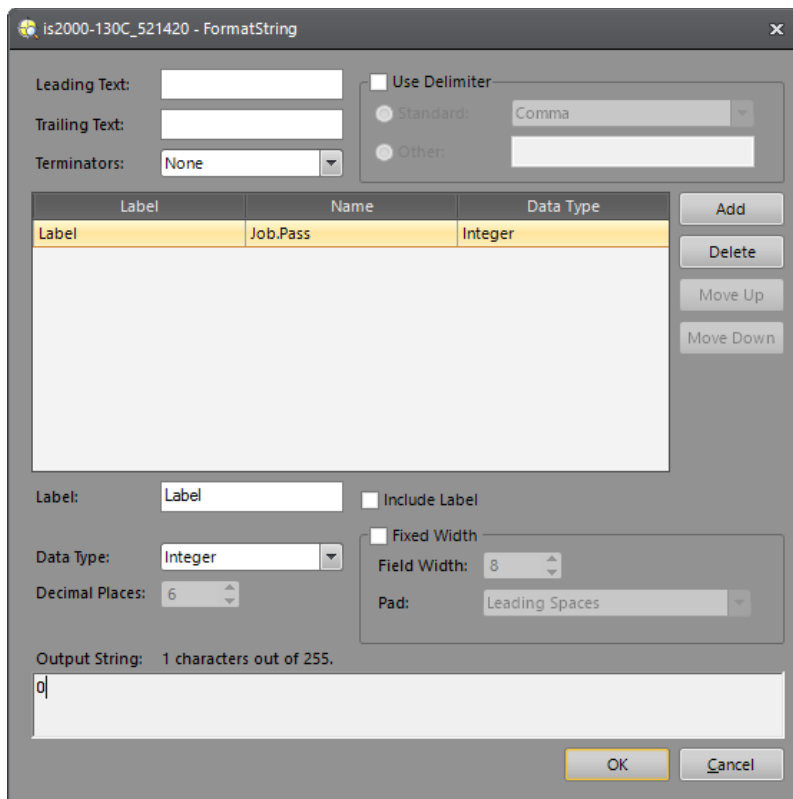 is2000-130C_521420 - FormatString
Leading Text:
Use Delimiter
Standard: Comma
Trailing Text:
Other:
Terminators: None
Label Name Data Type
Label Job.Pass Integer
Add
Delete
Move Up
Move Down
Label: Label
Include Label
Fixed Width
Data Type: Integer
Field Width: 8
Decimal Places: 6
Pad: Leading Spaces
Output String: 1 characters out of 255.
0
OK Cancel